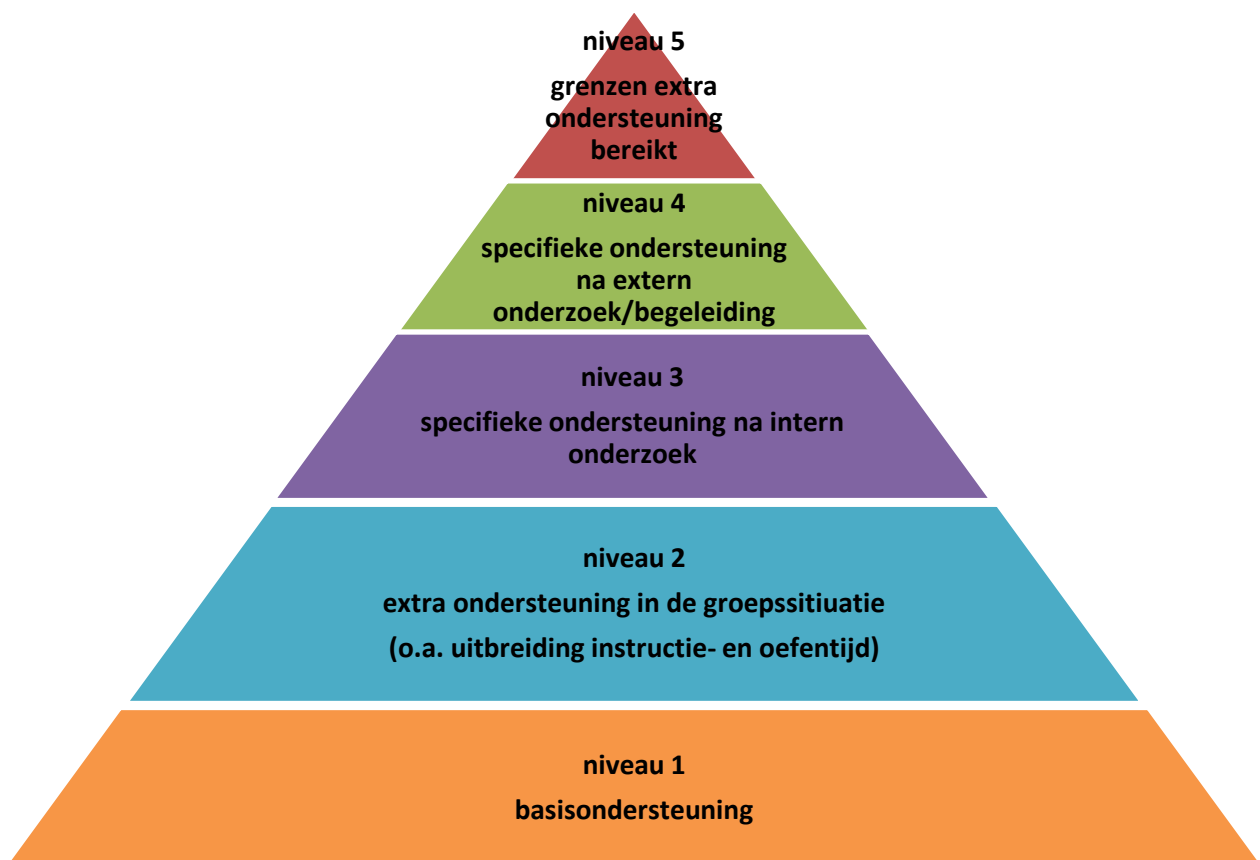 niveau 5
grenzen extra
ondersteuning
bereikt
niveau 4
specifieke ondersteuning
na extern
onderzoek/begeleiding
niveau 3
specifieke ondersteuning na intern
onderzoek
niveau 2
extra ondersteuning in de groepssitiuatie
(o.a. uitbreiding instructie- en oefentijd)
niveau 1
basisondersteuning